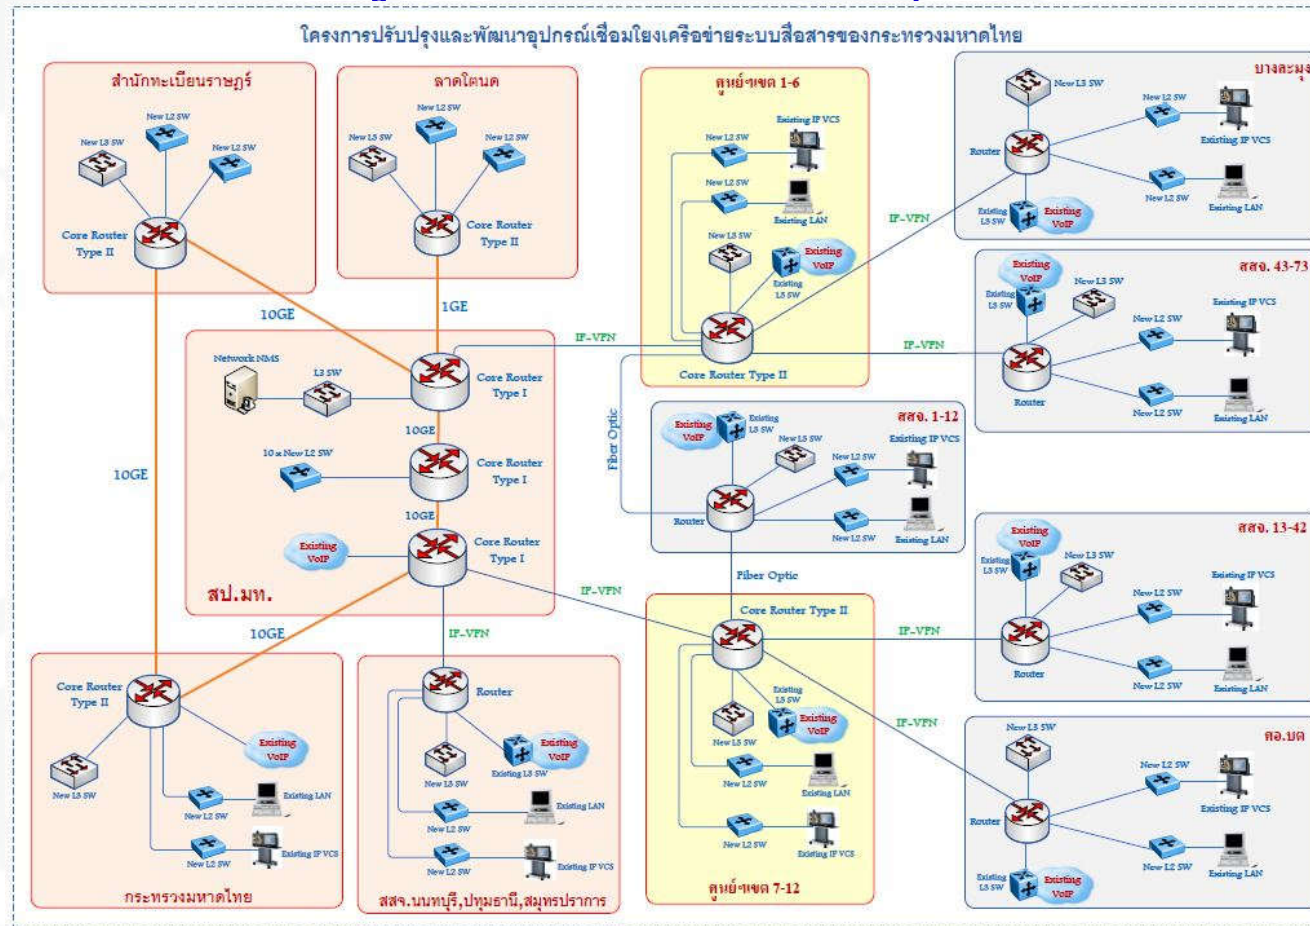 โครงการปรับปรุงและพัฒนาอุปกรณ์เชื่อมโยงเครือข่ายระบบสื่อสารของกระทรวงมหาดไทย
สำนักทะเบียนราษฎร์
New L2 SW
New L3 SW
New L2 SW
Core Router
Type II
ลาดโตนด
New L2 SW
New L3 SW
New L2 SW
Core Router
Type II
ศูนย์ฯเขต 1-6
Existing IP VCS
New L2 SW
New L2 SW
Existing LAN
New L3 SW
Existing
VoIP
Existing
L3 SW
Core Router Type II
บางละมุง
New L3 SW
New L2 SW
Existing IP VCS
Router
New L2 SW
Existing LAN
Existing
L3 SW
Existing
VoIP
IP-VPN
สสจ. 43-73
Existing
VoIP
New L3 SW
Existing
L3 SW
Existing IP VCS
New L2 SW
Router
New L2 SW
Existing LAN
IP-VPN
10GE
1GE
IP-VPN
Network NMS
L3 SW
Core Router
Type I
10GE
10 x New L2 SW
Core Router
Type I
10GE
Existing
VoIP
Core Router
Type I
สป.มท.
10GE
10GE
Fiber Optic
สสจ. 1-12
Existing
VoIP
Existing
L3 SW
New L3 SW
Existing IP VCS
New L2 SW
Router
New L2 SW
Existing LAN
Fiber Optic
สสจ. 13-42
Existing
VoIP
New L3 SW
Existing
L3 SW
Existing IP VCS
New L2 SW
Router
New L2 SW
Existing LAN
IP-VPN
IP-VPN
IP-VPN
IP-VPN
Core Router
Type II
Existing
VoIP
New L3 SW
Existing LAN
New L2 SW
Existing IP VCS
New L2 SW
กระทรวงมหาดไทย
Router
Existing
VoIP
New L3 SW
Existing L3 SW
Existing LAN
New L2 SW
New L2 SW
Existing IP VCS
สสจ.นนทบุรี,ปทุมธานี,สมุทรปราการ
Core Router Type II
Existing
L3 SW
Existing
VoIP
New L3 SW
New L2 SW
Existing LAN
New L2 SW
Existing IP VCS
ศูนย์ฯเขต 7-12
ศอ.บต
New L3 SW
New L2 SW
Existing IP VCS
Router
New L2 SW
Existing LAN
Existing
L3 SW
Existing
VoIP